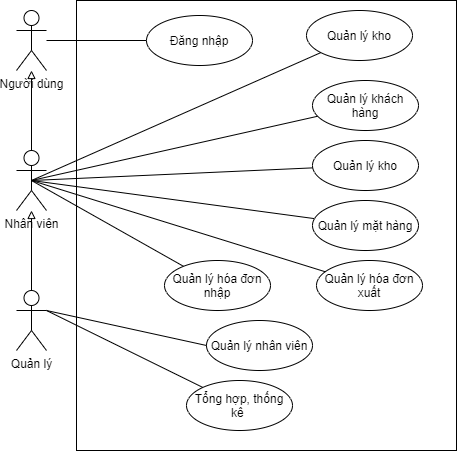 Người dùng
Đăng nhập
Quản lý kho
Quản lý khách
hàng
Quản lý kho
Nhân viên
Quản lý mặt hàng
Quản lý hóa đơn
nhập
Quản lý hóa đơn
xuất
Quản lý
Quản lý nhân viên
Tổng hợp, thống
kê